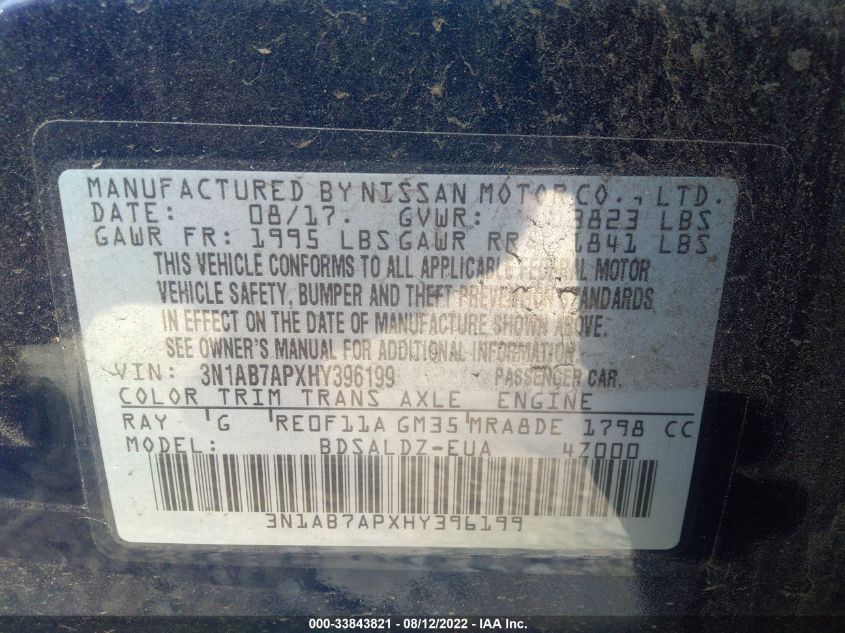 MANUFACTURED BY NISSAN MOTOR CO., LTD.
DATE: 08/17. GVWR: 3823 LBS
GAWR FR: 1995 LBS GAWR RR 1841 LBS
THIS VEHICLE CONFORMS TO ALL APPLICABLE FEDERAL MOTOR
VEHICLE SAFETY, BUMPER AND THEFT PREVENTION STANDARDS
IN EFFECT ON THE DATE OF MANUFACTURE SHOWN ABOVE.
SEE OWNER'S MANUAL FOR ADDITIONAL INFORMATION
VIN: 3N1AB7APXHY396199 PASSENGER CAR.
COLOR TRIM TRANS AXLE ENGINE
RAY G RE0F11A GM35 MRA8DE 1798 CC
MODEL: BDSALDZ-EUA 4Z000
3N1AB7APXHY396199
000-33843821 - 08/12/2022 - © IAA Inc.